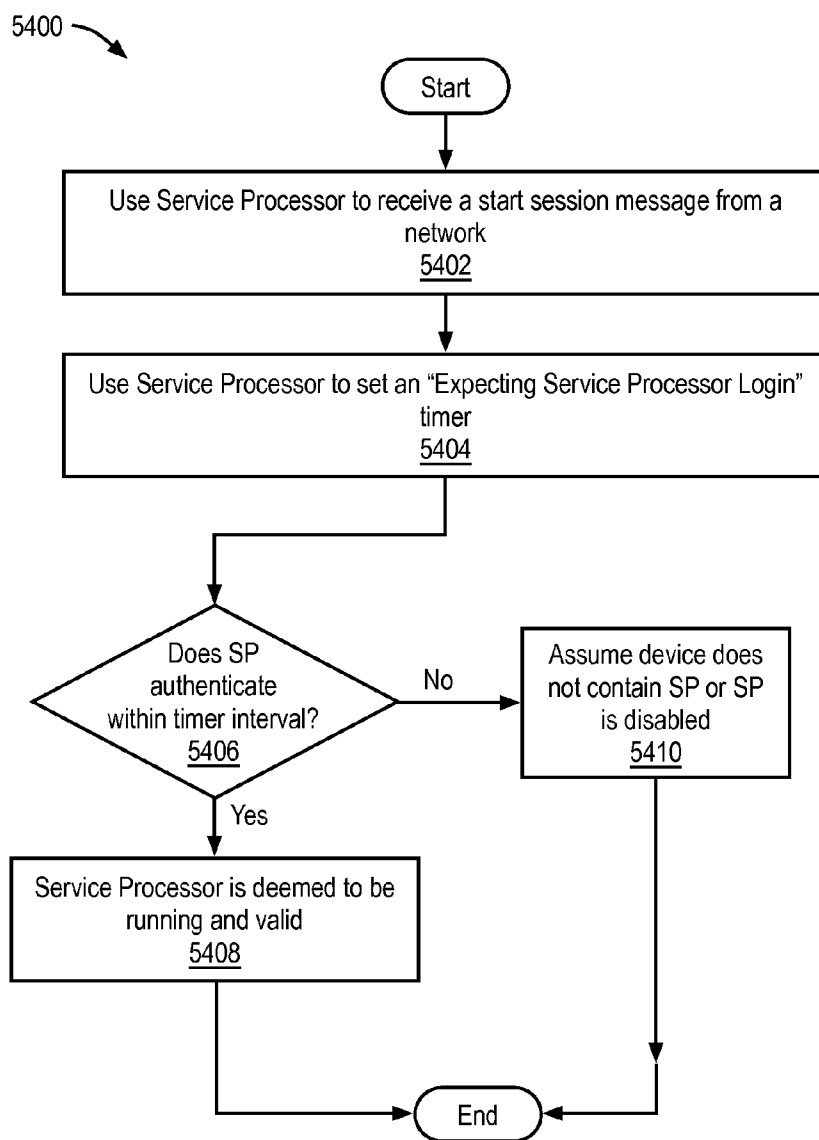 5400
Start
Use Service Processor to receive a start session message from a
network
5402
Use Service Processor to set an “Expecting Service Processor Login”
timer
5404
Does SP
authenticate
within timer interval?
5406
No
Assume device does
not contain SP or SP
is disabled
5410
Yes
Service Processor is deemed to be
running and valid
5408
End